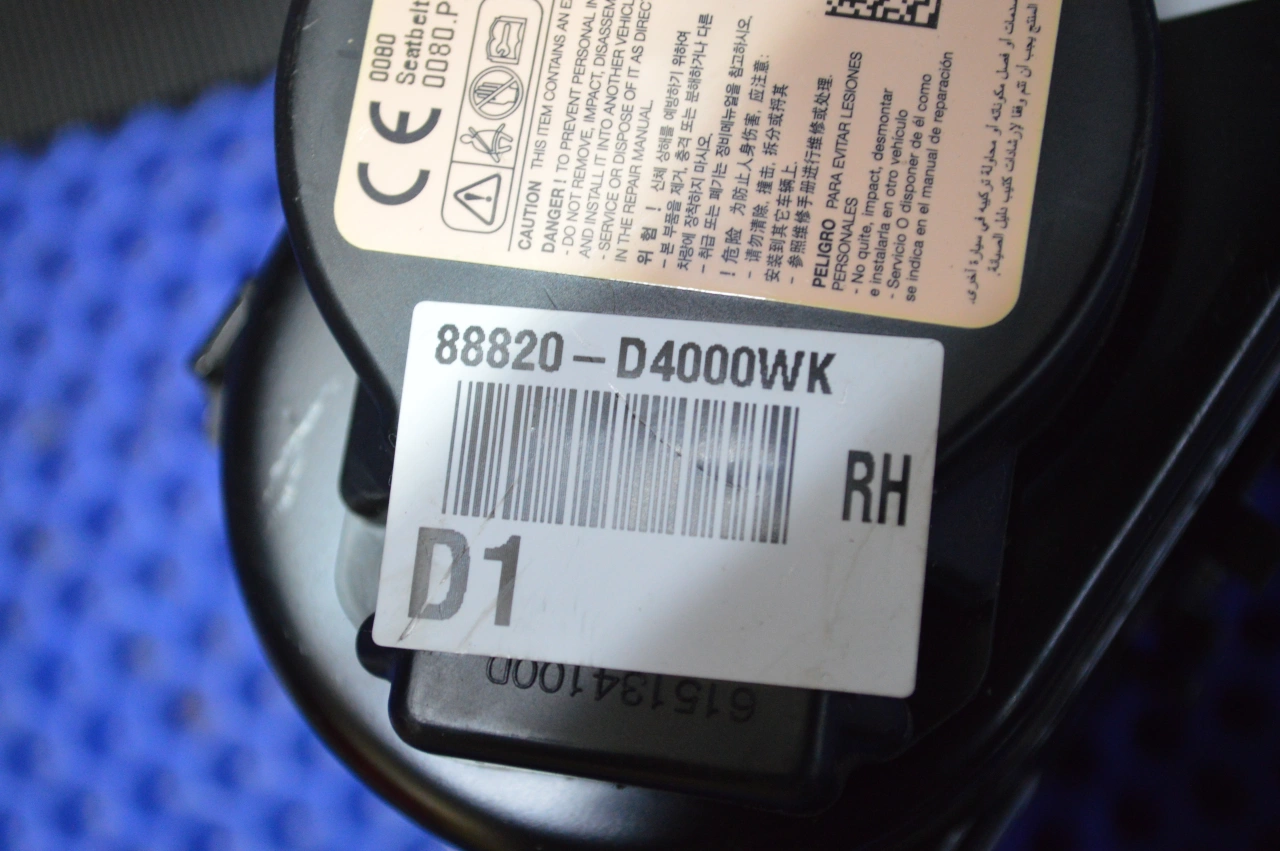 CE
0080
Seatbelt
0080.P
CAUTION THIS ITEM CONTAINS AN
DANGER! TO PREVENT PERSONAL
- DO NOT REMOVE, IMPACT, DISASSEM
AND INSTALL IT INTO ANOTHER VEHICL
- SERVICE OR DISPOSE OF IT AS DIRECT
IN THE REPAIR MANUAL.
위 험 ! 신체 상해를 예방하기 위하여
– 본 부품을 제거, 충격 또는 분해하거나 다른
차량에 장착하지 마시오.
– 취급 또는 폐기는 정비매뉴얼을 참고하시오.
! 危险 为防止人身伤害, 应注意:
- 请勿清除, 撞击, 拆分或将其
安装到其它车辆上.
- 参照维修手册进行维修或处理.
PELIGRO PARA EVITAR LESIONES
PERSONALES
- No quite, impact, desmontar
e instalarla en otro vehículo
- Servicio O disponer de él como
se indica en el manual de reparación
88820-D4000WK
RH
D1
615134100D